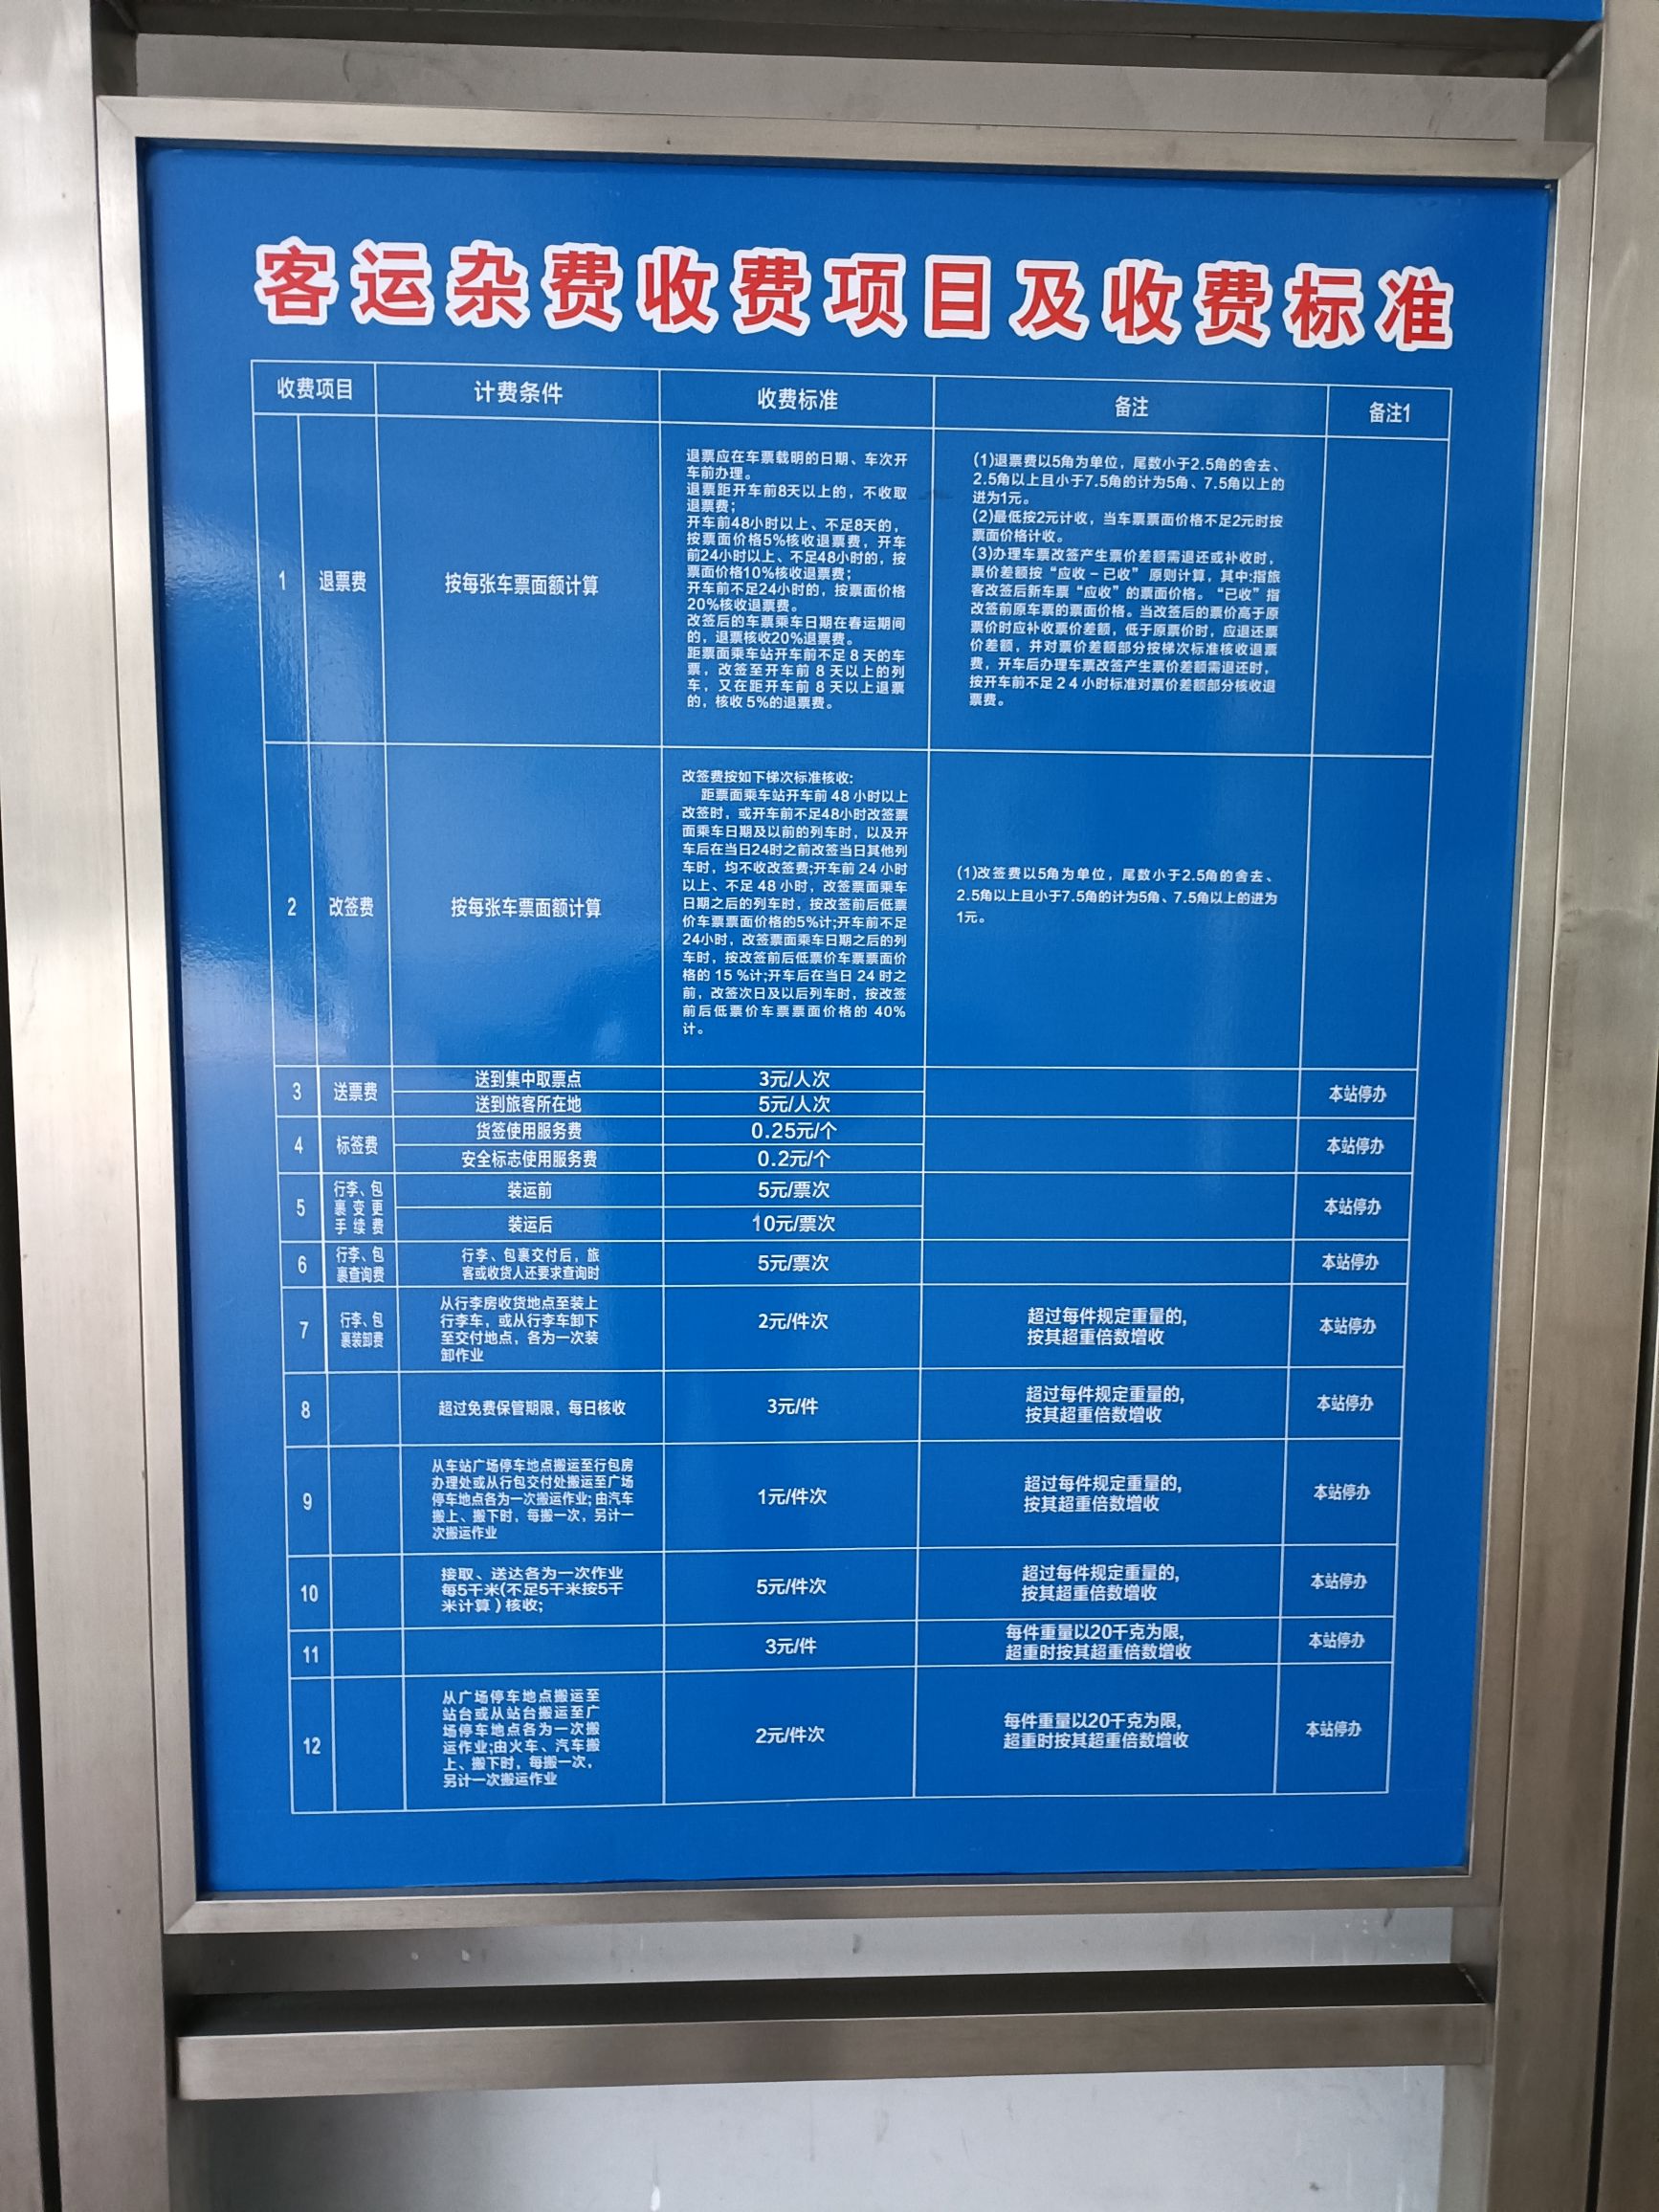 客运杂费收费项目及收费标准
收费项目
计费条件
收费标准
备注
备注1
1
退票费
按每张车票面额计算
退票应在车票载明的日期、车次开
车前办理。
退票距开车前8天以上的，不收取
退票费；
开车前48小时以上、不足8天的，
按票面价格5%核收退票费，开车
前24小时以上、不足48小时的，按
票面价格10%核收退票费；
开车前不足24小时的，按票面价格
20%核收退票费。
改签后的车票乘车日期在春运期间
的，退票核收20%退票费。
距票面乘车站开车前不足 8 天的车
票，改签至开车前 8 天以上的列
车，又在距开车前 8 天以上退票
的，核收 5%的退票费。
(1)退票费以5角为单位，尾数小于2.5角的舍去、
2.5角以上且小于7.5角的计为5角、7.5角以上的
进为1元。
(2)最低按2元计收，当车票票面价格不足2元时按
票面价格计收。
(3)办理车票改签产生票价差额需退还或补收时，
票价差额按“应收－已收”原则计算，其中:指旅
客改签后新车票“应收”的票面价格。“已收”指
改签前原车票的票面价格。当改签后的票价高于原
票价时应补收票价差额，低于原票价时，应退还票
价差额，并对票价差额部分按梯次标准核收退票
费，开车后办理车票改签产生票价差额需退还时，
按开车前不足 2 4 小时标准对票价差额部分核收退
票费。
2
改签费
按每张车票面额计算
改签费按如下梯次标准核收:
距票面乘车站开车前 48 小时以上
改签时，或开车前不足48小时改签票
面乘车日期及以前的列车时，以及开
车后在当日24时之前改签当日其他列
车时，均不收改签费;开车前 24 小时
以上、不足 48 小时，改签票面乘车
日期之后的列车时，按改签前后低票
价车票票面价格的5%计;开车前不足
24小时，改签票面乘车日期之后的列
车时，按改签前后低票价车票票面价
格的 15 %计;开车后在当日 24 时之
前，改签次日及以后列车时，按改签
前后低票价车票票面价格的 40%
计。
(1)改签费以5角为单位，尾数小于2.5角的舍去、
2.5角以上且小于7.5角的计为5角、7.5角以上的进为
1元。
3
送票费
送到集中取票点
3元/人次
送到旅客所在地
5元/人次
本站停办
4
标签费
货签使用服务费
0.25元/个
安全标志使用服务费
0.2元/个
本站停办
5
行李、包
裹 变 更
手 续 费
装运前
5元/票次
装运后
10元/票次
本站停办
6
行李、包
裹查询费
行李、包裹交付后，旅
客或收货人还要求查询时
5元/票次
本站停办
7
行李、包
裹装卸费
从行李房收货地点至装上
行李车，或从行李车卸下
至交付地点，各为一次装
卸作业
2元/件次
超过每件规定重量的，
按其超重倍数增收
本站停办
8
超过免费保管期限，每日核收
3元/件
超过每件规定重量的，
按其超重倍数增收
本站停办
9
从车站广场停车地点搬运至行包房
办理处或从行包交付处搬运至广场
停车地点各为一次搬运作业；由汽车
搬上、搬下时，每搬一次，另计一
次搬运作业
1元/件次
超过每件规定重量的，
按其超重倍数增收
本站停办
10
接取、送达各为一次作业
每5千米(不足5千米按5千
米计算）核收；
5元/件次
超过每件规定重量的，
按其超重倍数增收
本站停办
11
3元/件
每件重量以20千克为限，
超重时按其超重倍数增收
本站停办
12
从广场停车地点搬运至
站台或从站台搬运至广
场停车地点各为一次搬
运作业;由火车、汽车搬
上、搬下时，每搬一次，
另计一次搬运作业
2元/件次
每件重量以20千克为限，
超重时按其超重倍数增收
本站停办